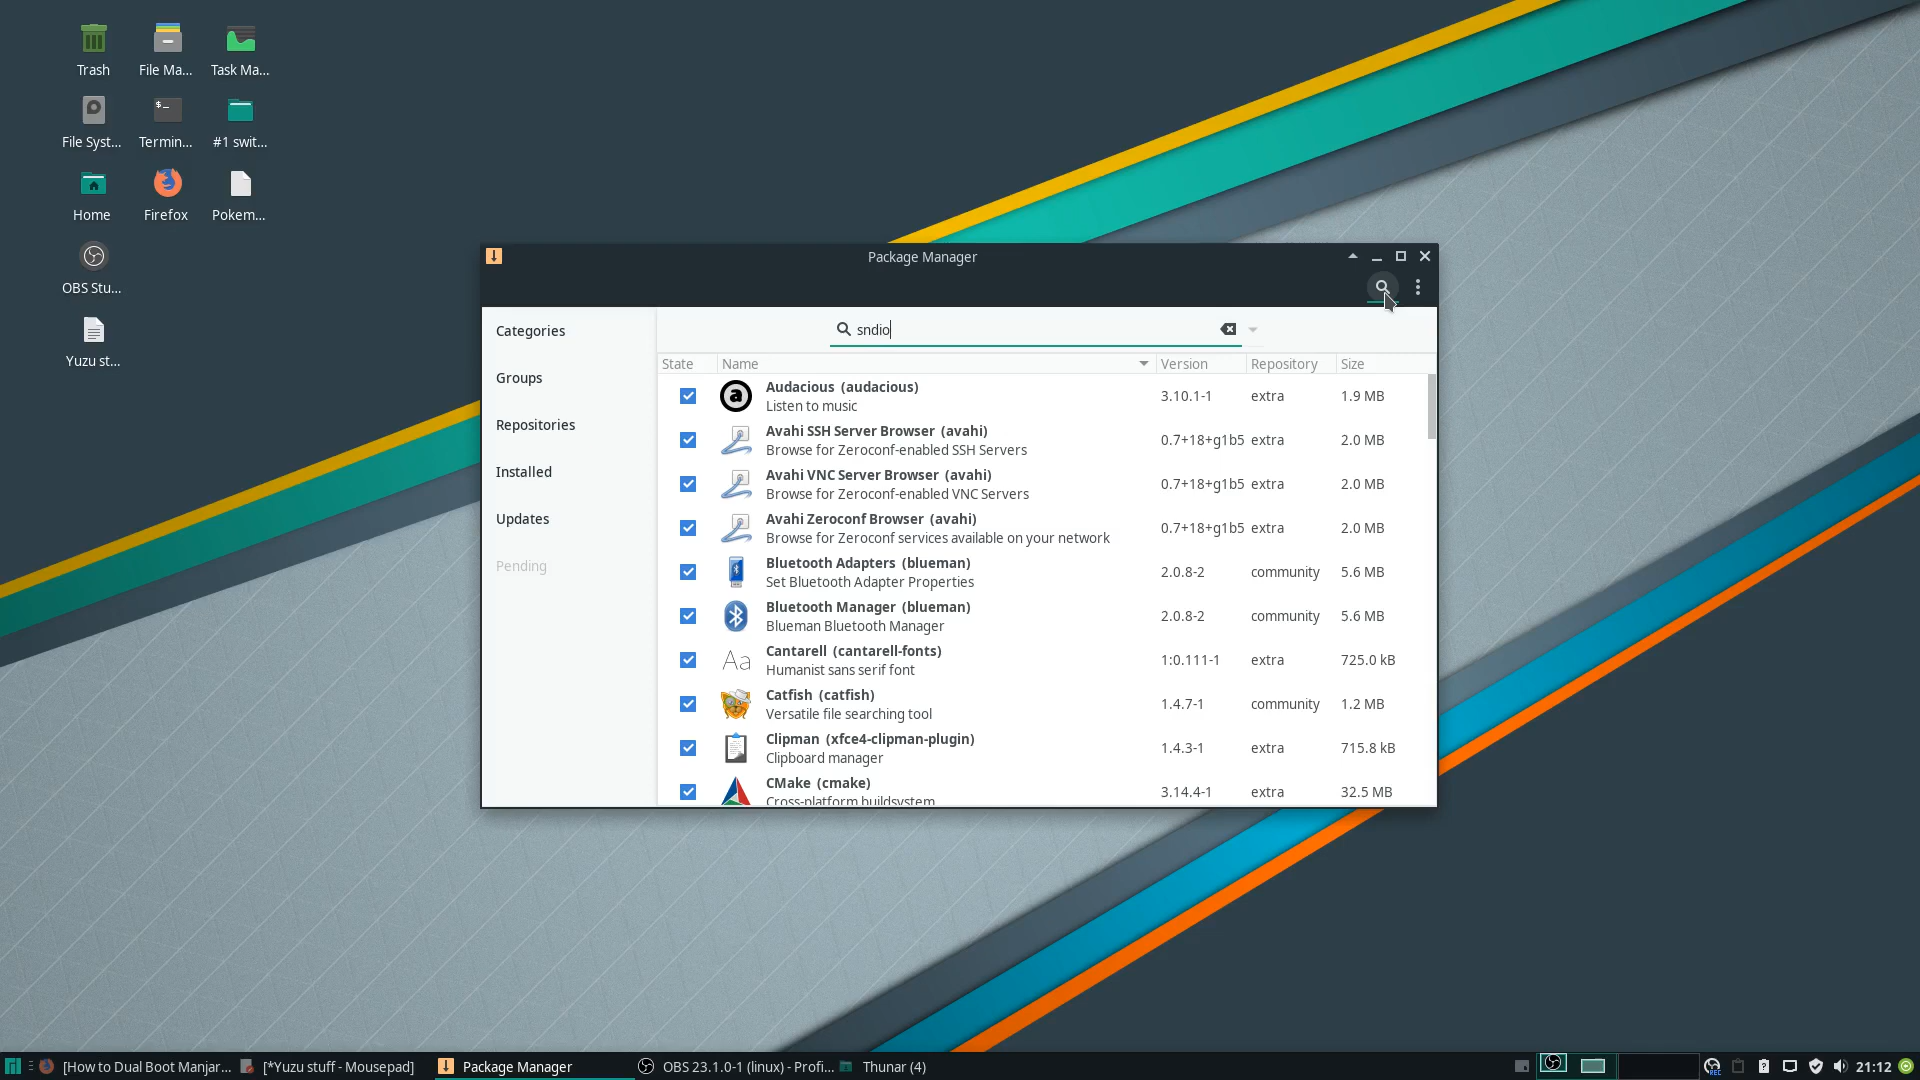 Trash
File Ma...
Task Ma...
File Syst...
Termin...
#1 swit...
Home
Firefox
Pokem...
OBS Stu...
Yuzu st...
Package Manager
Categories
Groups
Repositories
Installed
Updates
Pending
sndio
State Name Version Repository Size
Audacious (audacious)
Listen to music
3.10.1-1 extra 1.9 MB
Avahi SSH Server Browser (avahi)
Browse for Zeroconf-enabled SSH Servers
0.7+18+g1b5 extra 2.0 MB
Avahi VNC Server Browser (avahi)
Browse for Zeroconf-enabled VNC Servers
0.7+18+g1b5 extra 2.0 MB
Avahi Zeroconf Browser (avahi)
Browse for Zeroconf services available on your network
0.7+18+g1b5 extra 2.0 MB
Bluetooth Adapters (blueman)
Set Bluetooth Adapter Properties
2.0.8-2 community 5.6 MB
Bluetooth Manager (blueman)
Blueman Bluetooth Manager
2.0.8-2 community 5.6 MB
Cantarell (cantarell-fonts)
Humanist sans serif font
1:0.111-1 extra 725.0 kB
Catfish (catfish)
Versatile file searching tool
1.4.7-1 community 1.2 MB
Clipman (xfce4-clipman-plugin)
Clipboard manager
1.4.3-1 extra 715.8 kB
CMake (cmake)
Cross-platform buildsystem
3.14.4-1 extra 32.5 MB
[How to Dual Boot Manjar... [*Yuzu stuff - Mousepad] Package Manager OBS 23.1.0-1 (linux) - Profi... Thunar (4) 21:12